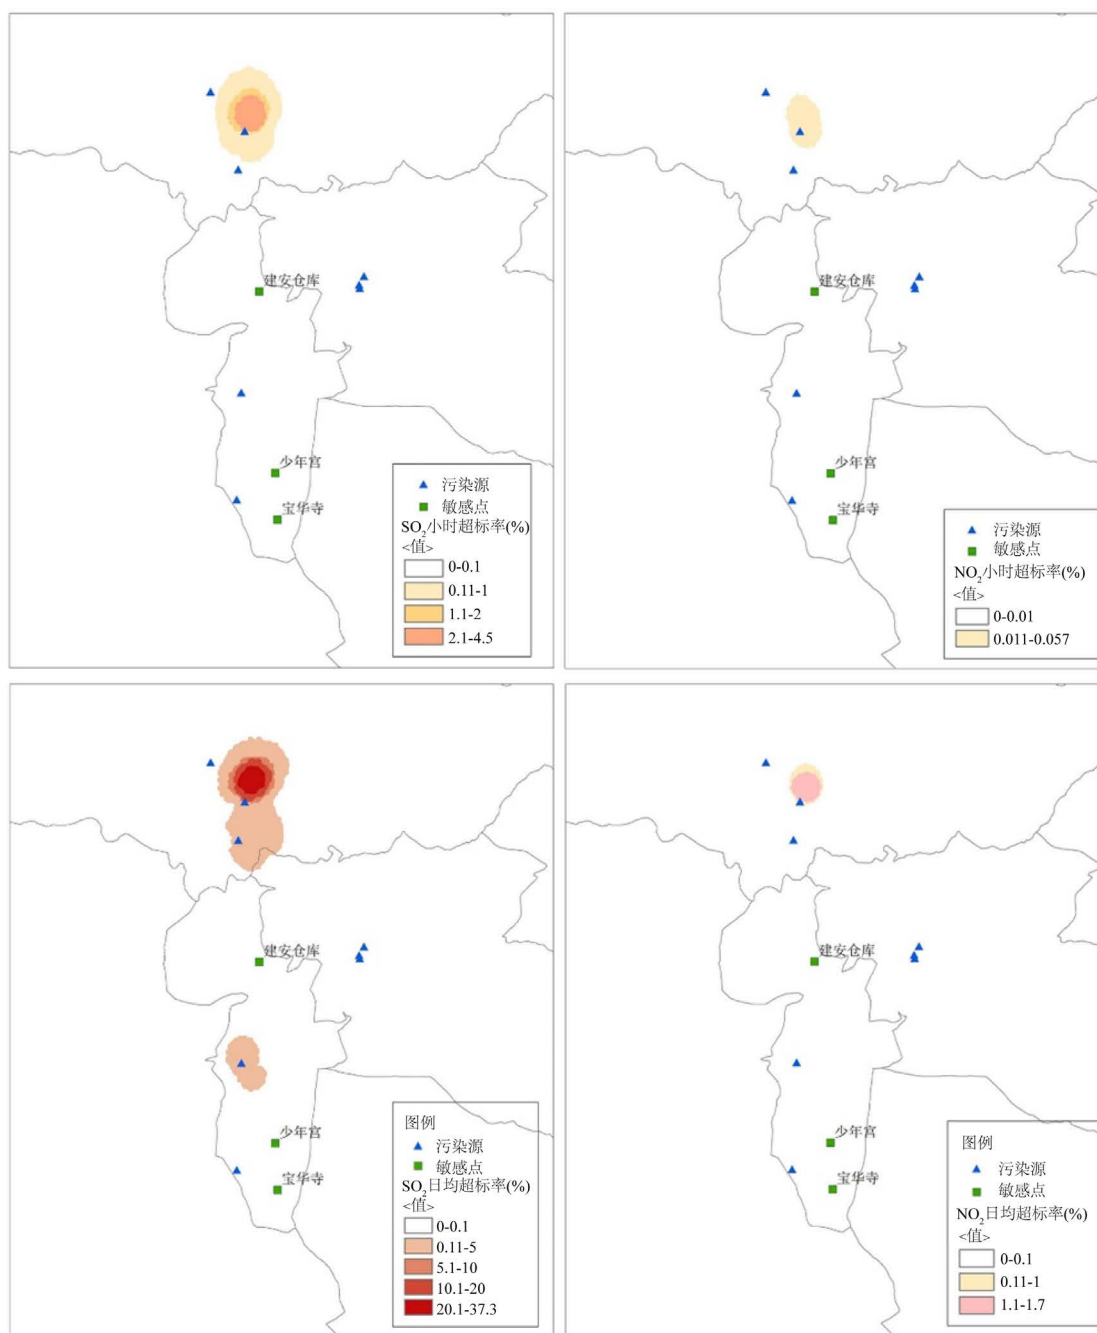 建安仓库
少年宫
宝华寺
污染源
敏感点
SO₂小时超标率(%)
<值>
0-0.1
0.11-1
1.1-2
2.1-4.5
建安仓库
少年宫
宝华寺
污染源
敏感点
NO₂小时超标率(%)
<值>
0-0.01
0.011-0.057
建安仓库
少年宫
宝华寺
图例
污染源
敏感点
SO₂日均超标率(%)
<值>
0-0.1
0.11-5
5.1-10
10.1-20
20.1-37.3
建安仓库
少年宫
宝华寺
图例
污染源
敏感点
NO₂日均超标率(%)
<值>
0-0.1
0.11-1
1.1-1.7